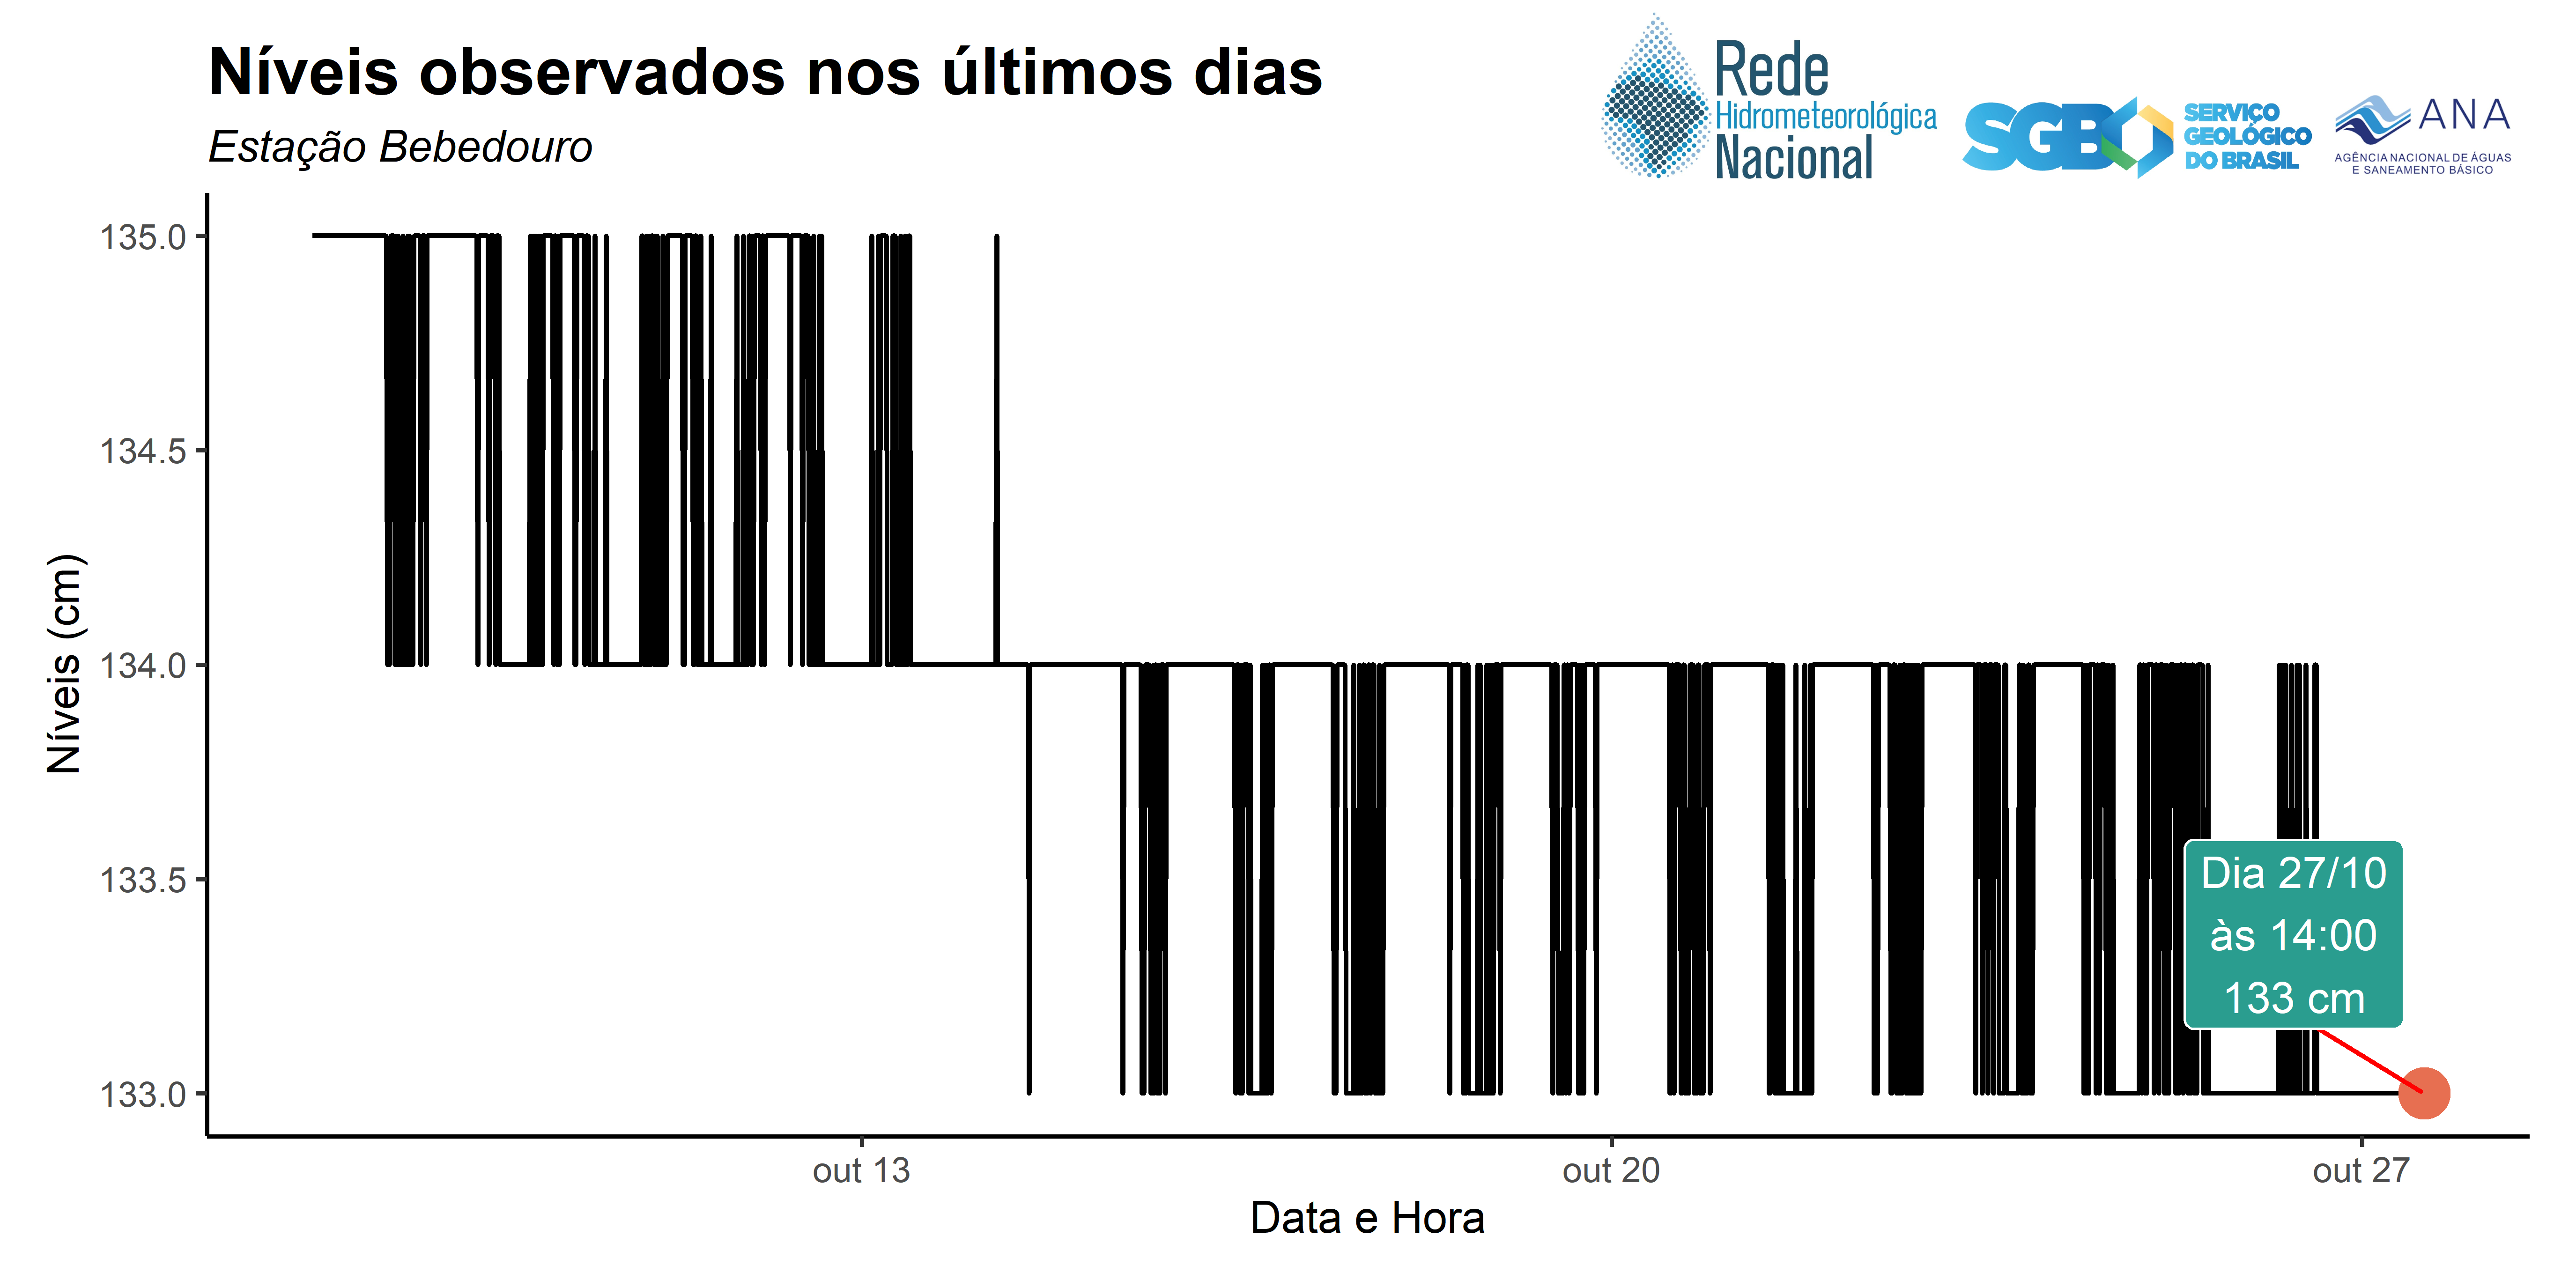 Níveis observados nos últimos dias
Estação Bebedouro
Rede
Hidrometeorológica
Nacional
SGB
SERVIÇO
GEOLÓGICO
DO BRASIL
ANA
AGÊNCIA NACIONAL DE ÁGUAS
E SANEAMENTO BÁSICO
135.0
134.5
134.0
133.5
133.0
Níveis (cm)
Dia 27/10
às 14:00
133 cm
out 13
out 20
out 27
Data e Hora